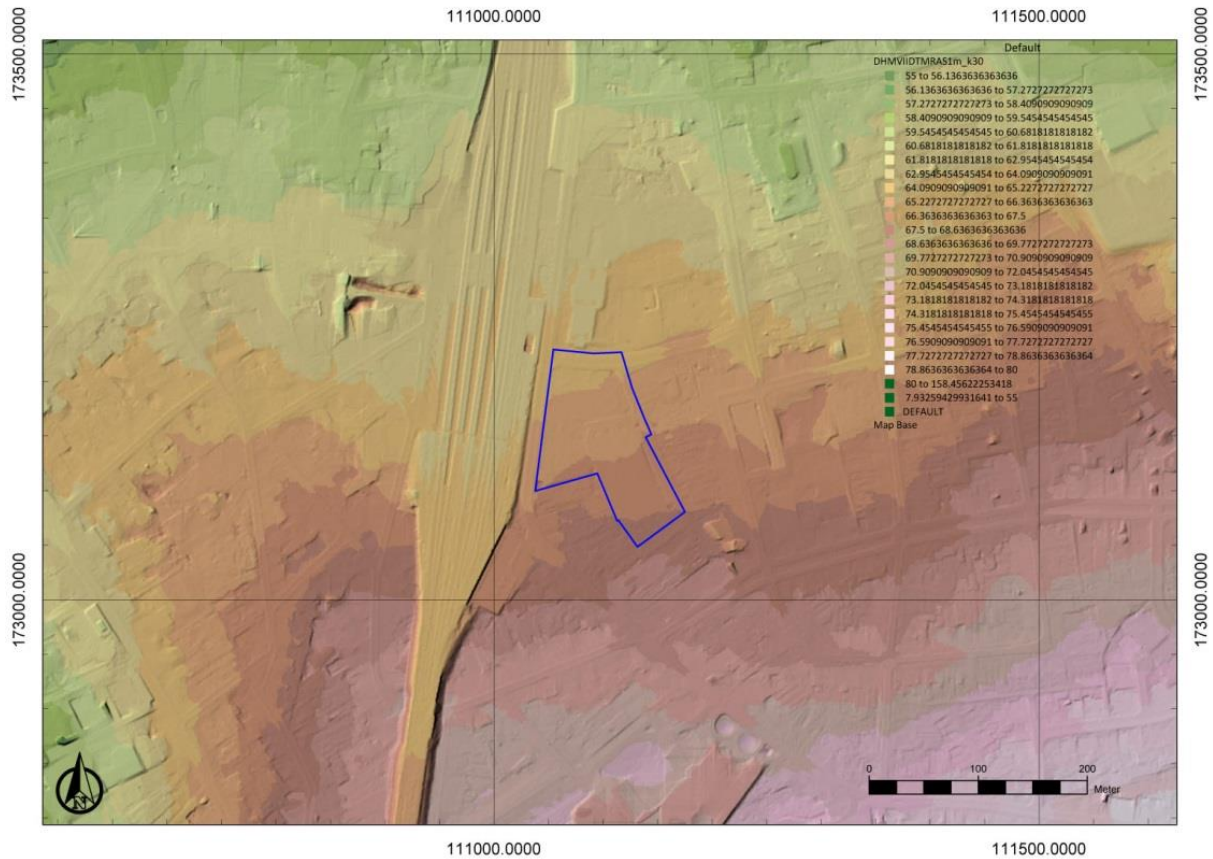 111000.0000
111500.0000
173500.0000
173500.0000
Default
DHMVIIDTMRAS1m_k30
55 to 56.1363636363636
56.1363636363636 to 57.2727272727273
57.2727272727273 to 58.4090909090909
58.4090909090909 to 59.5454545454545
59.5454545454545 to 60.6818181818182
60.6818181818182 to 61.8181818181818
61.8181818181818 to 62.9545454545454
62.9545454545454 to 64.0909090909091
64.0909090909091 to 65.2272727272727
65.2272727272727 to 66.3636363636363
66.3636363636363 to 67.5
67.5 to 68.6363636363636
68.6363636363636 to 69.7727272727273
69.7727272727273 to 70.9090909090909
70.9090909090909 to 72.0454545454545
72.0454545454545 to 73.1818181818182
73.1818181818182 to 74.3181818181818
74.3181818181818 to 75.4545454545455
75.4545454545455 to 76.5909090909091
76.5909090909091 to 77.7272727272727
77.7272727272727 to 78.8636363636364
78.8636363636364 to 80
80 to 158.45622253418
7.93259429931641 to 55
DEFAULT
Map Base
173000.0000
173000.0000
N
0 100 200
Meter
111000.0000
111500.0000